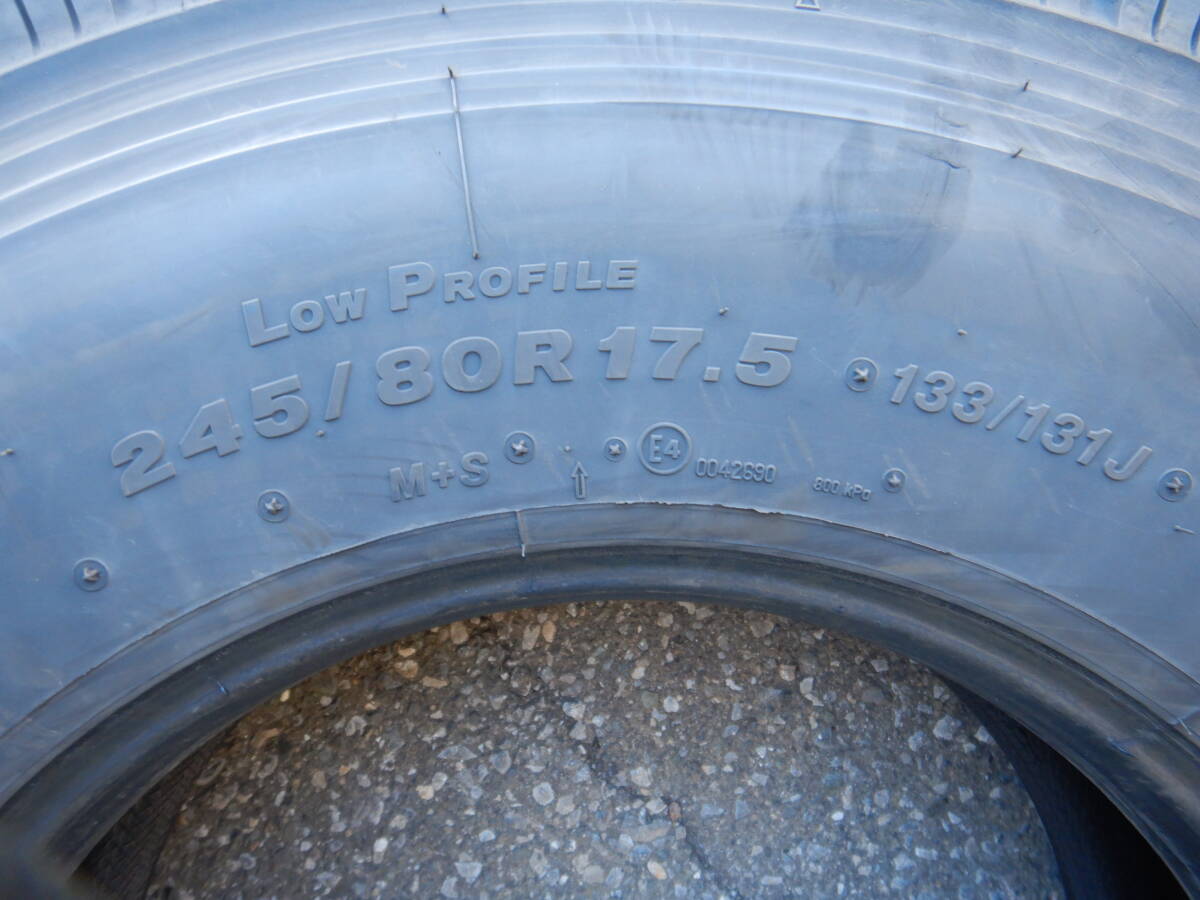 LOW PROFILE
245/80R17.5 133/131J
M+S E4 0042690 800 kPa